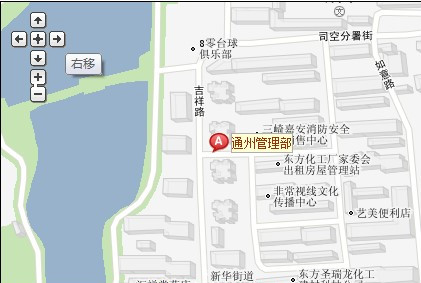 文
司空分署街
8零台球
俱乐部
右移
如意路
吉祥路
三崎嘉安消防安全
售中心
A
通州管理部
东方化工厂家委会
出租房屋管理站
非常视线文化
传播中心
艺美便利店
新华街道
东方圣瑞龙化工